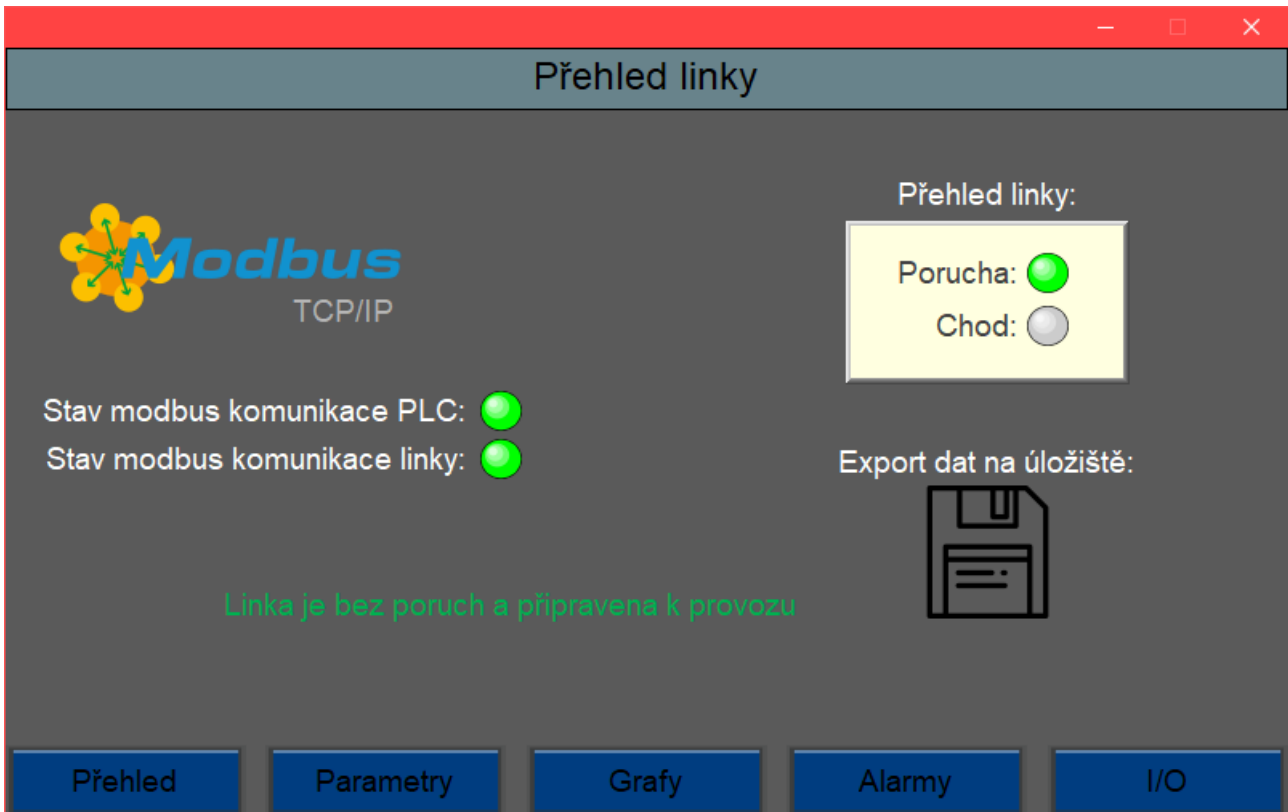 Přehled linky
Přehled linky:
Modbus
TCP/IP
Porucha:
Chod:
Stav modbus komunikace PLC:
Stav modbus komunikace linky:
Export dat na úložiště:
Linka je bez poruch a připravena k provozu
Přehled
Parametry
Grafy
Alarmy
I/O